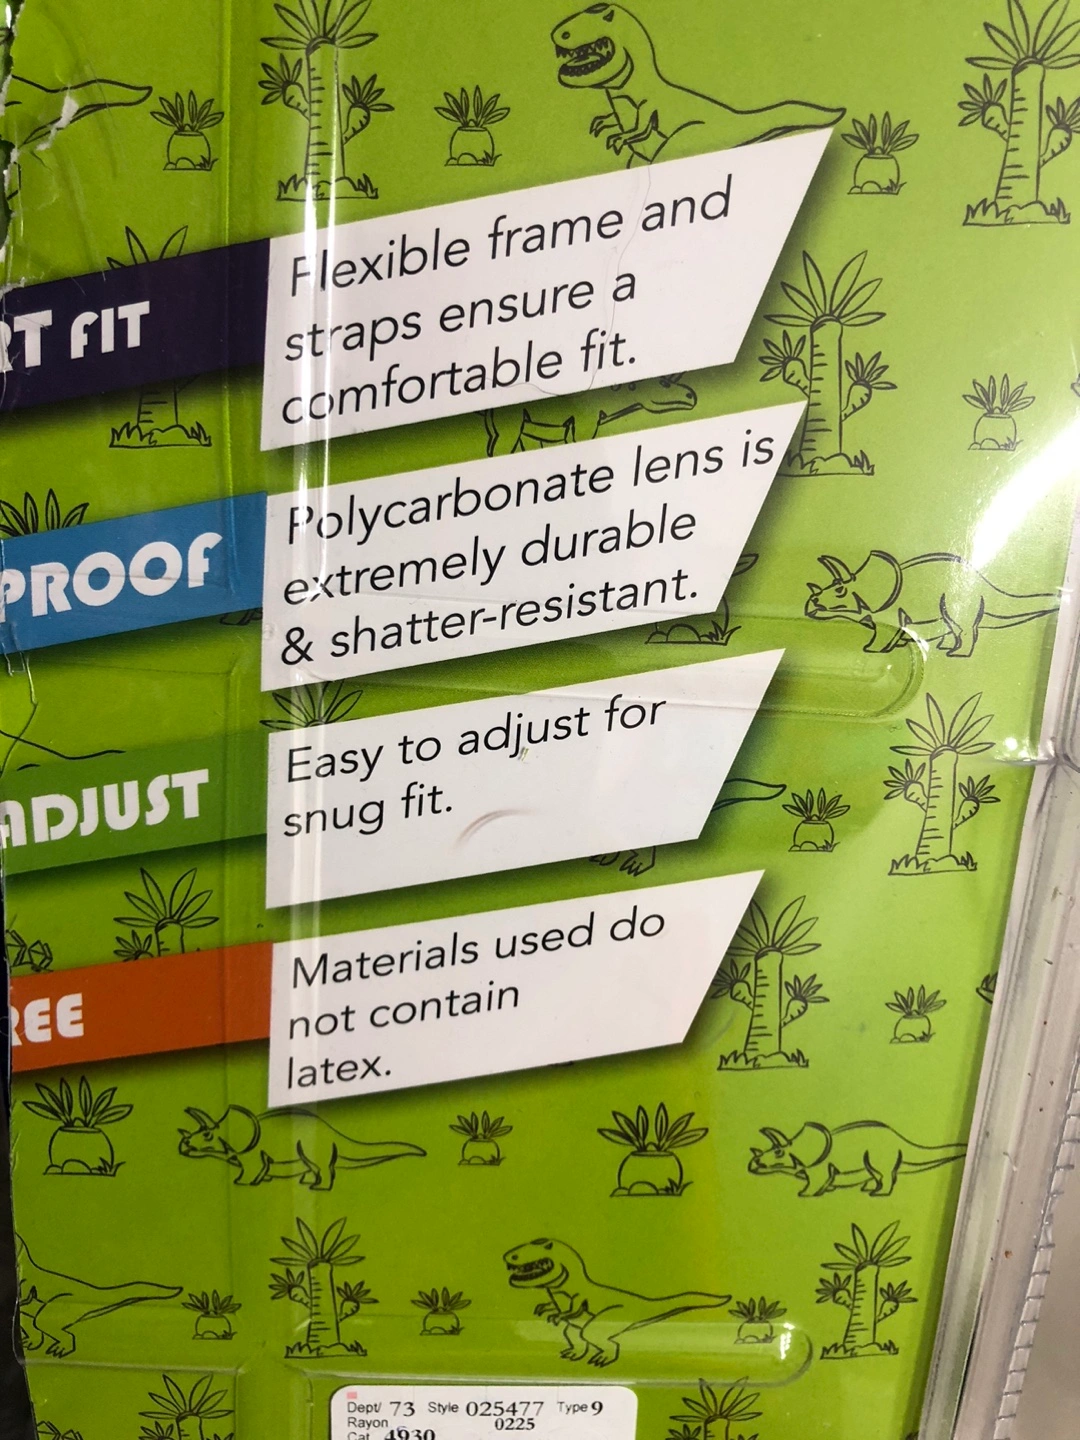 FIT
Flexible frame and
straps ensure a
comfortable fit.
PROOF
Polycarbonate lens is
extremely durable
& shatter-resistant.
ADJUST
Easy to adjust for
snug fit.
REE
Materials used do
not contain
latex.
Dept/ 73 Style 025477 Type 9
Rayon 0225
Cat 4930